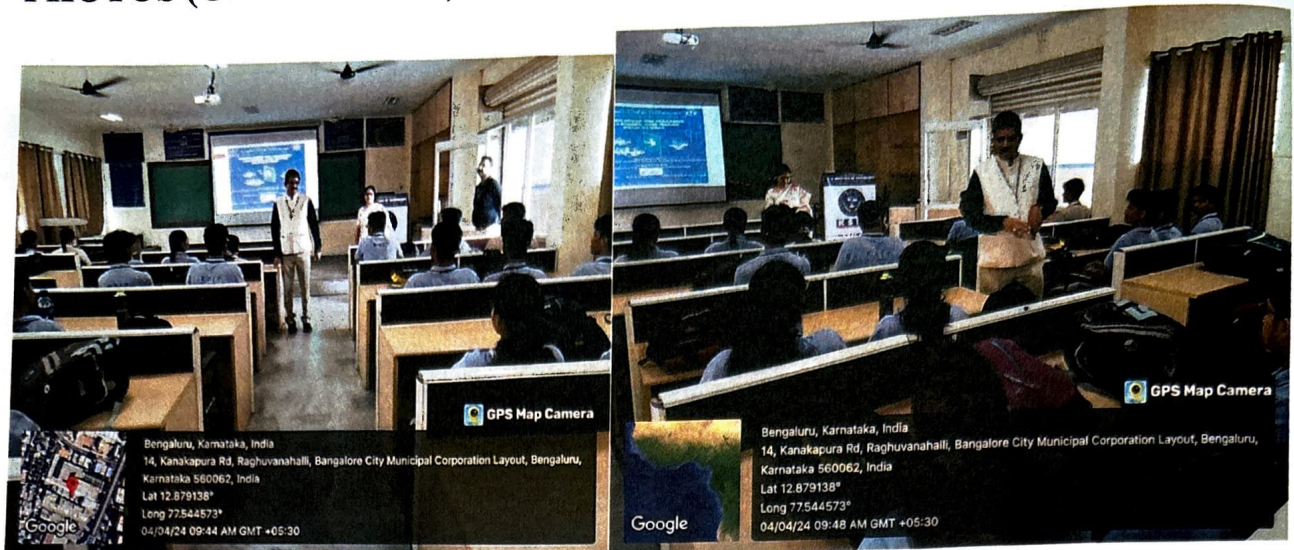 GPS Map Camera
Bengaluru, Karnataka, India
14, Kanakapura Rd, Raghuvanahalli, Bangalore City Municipal Corporation Layout, Bengaluru,
Karnataka 560062, India
Lat 12.879138°
Long 77.544573°
04/04/24 09:44 AM GMT +05:30
Google
GPS Map Camera
Bengaluru, Karnataka, India
14, Kanakapura Rd, Raghuvanahalli, Bangalore City Municipal Corporation Layout, Bengaluru,
Karnataka 560062, India
Lat 12.879138°
Long 77.544573°
04/04/24 09:48 AM GMT +05:30
Google